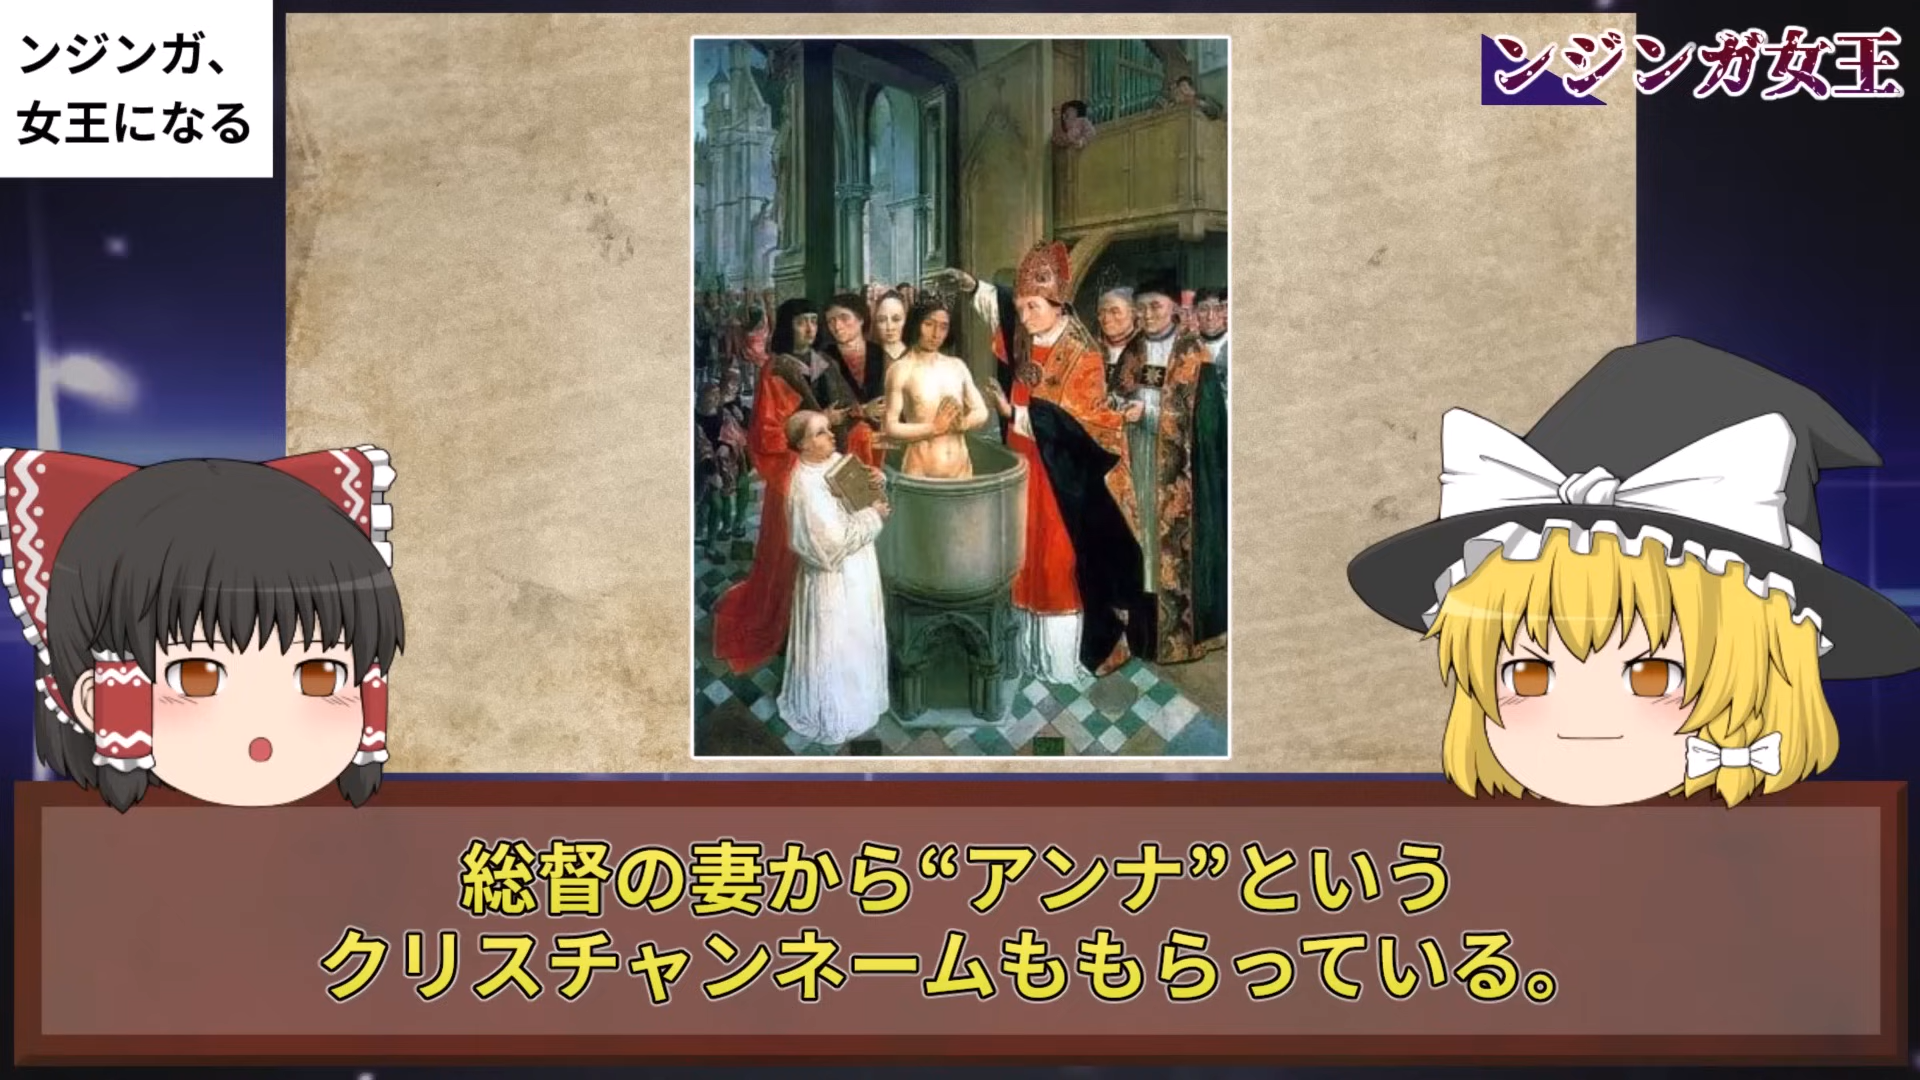 ンジンガ、
女王になる
ンジンガ女王
総督の妻から“アンナ”という
クリスチャンネームももらっている。